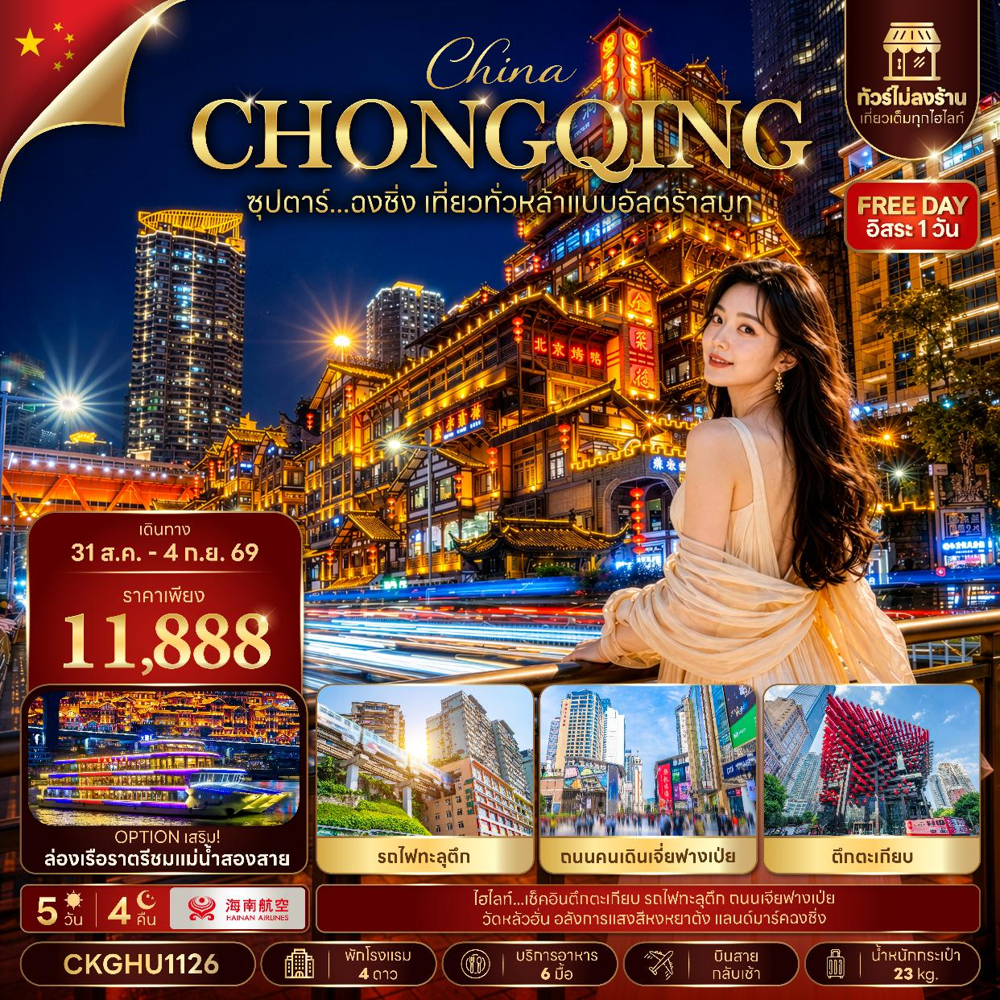 China
CHONGQING
ซุปตาร์...ฉงชิ่ง เที่ยวทั่วหล้าแบบอัลตร้าสมูท
ทัวร์ไม่ลงร้าน
เที่ยวเต็มทุกไฮไลท์
FREE DAY
อิสระ 1 วัน
北京烤鸭
เดินทาง
31 ส.ค. - 4 ก.ย. 69
ราคาเพียง
11,888
OPTION เสริม!
ล่องเรือราตรีชมแม่น้ำสองสาย
รถไฟทะลุตึก
ถนนคนเดินเจี่ยฟางเป่ย
ตึกตะเกียบ
5 วัน 4 คืน
海南航空
HAINAN AIRLINES
ไฮไลท์...เช็คอินตึกตะเกียบ รถไฟทะลุตึก ถนนเจียฟางเป่ย
วัดหลัวฮั่น อลังการแสงสีหงหยาต้ง แลนด์มาร์คฉงชิ่ง
CKGHU1126
พักโรงแรม
4 ดาว
บริการอาหาร
6 มื้อ
บินสาย
กลับเช้า
น้ำหนักกระเป๋า
23 kg.